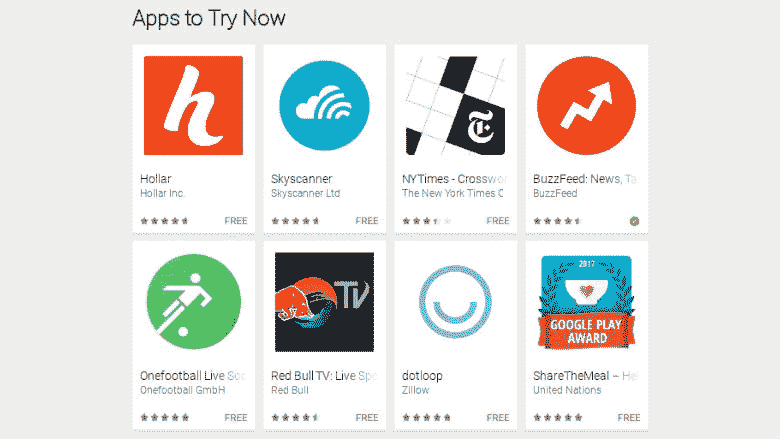 Apps to Try Now
h
Hollar
Hollar Inc.
FREE
Skyscanner
Skyscanner Ltd
FREE
T
NYTimes - Crosswo
The New York Times C
FREE
BuzzFeed: News, Ta
BuzzFeed
Onefootball Live Soc
Onefootball GmbH
FREE
TV
Red Bull TV: Live Spe
Red Bull
FREE
dotloop
Zillow
FREE
2017
GOOGLE PLAY
AWARD
ShareTheMeal – Hel
United Nations
FREE